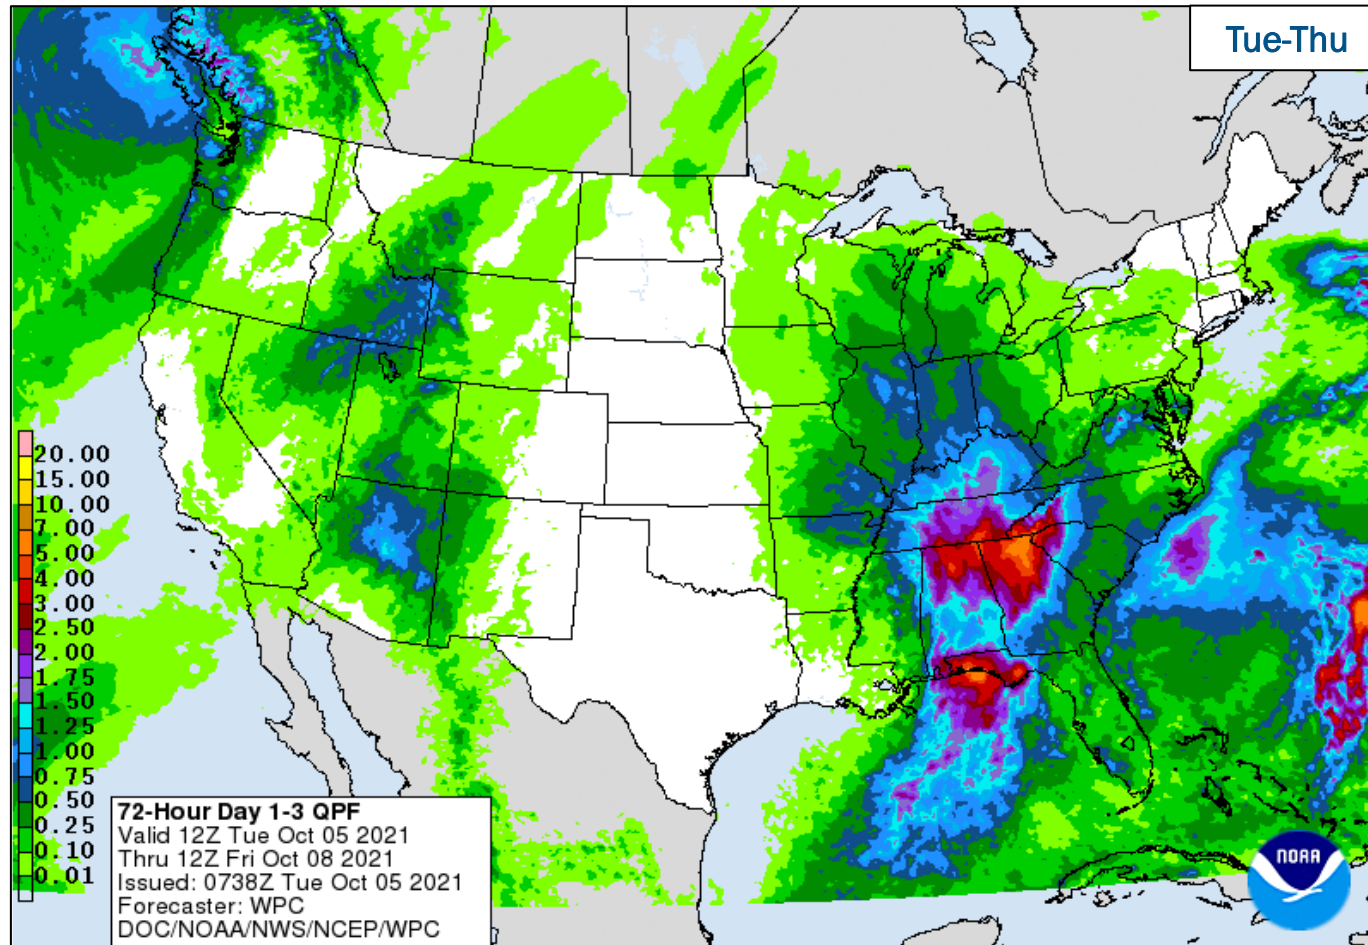 Tue-Thu
20.00
15.00
10.00
7.00
5.00
4.00
3.00
2.50
2.00
1.75
1.50
1.25
1.00
0.75
0.50
0.25
0.10
0.01
72-Hour Day 1-3 QPF
Valid 12Z Tue Oct 05 2021
Thru 12Z Fri Oct 08 2021
Issued: 0738Z Tue Oct 05 2021
Forecaster: WPC
DOC/NOAA/NWS/NCEP/WPC
NOAA